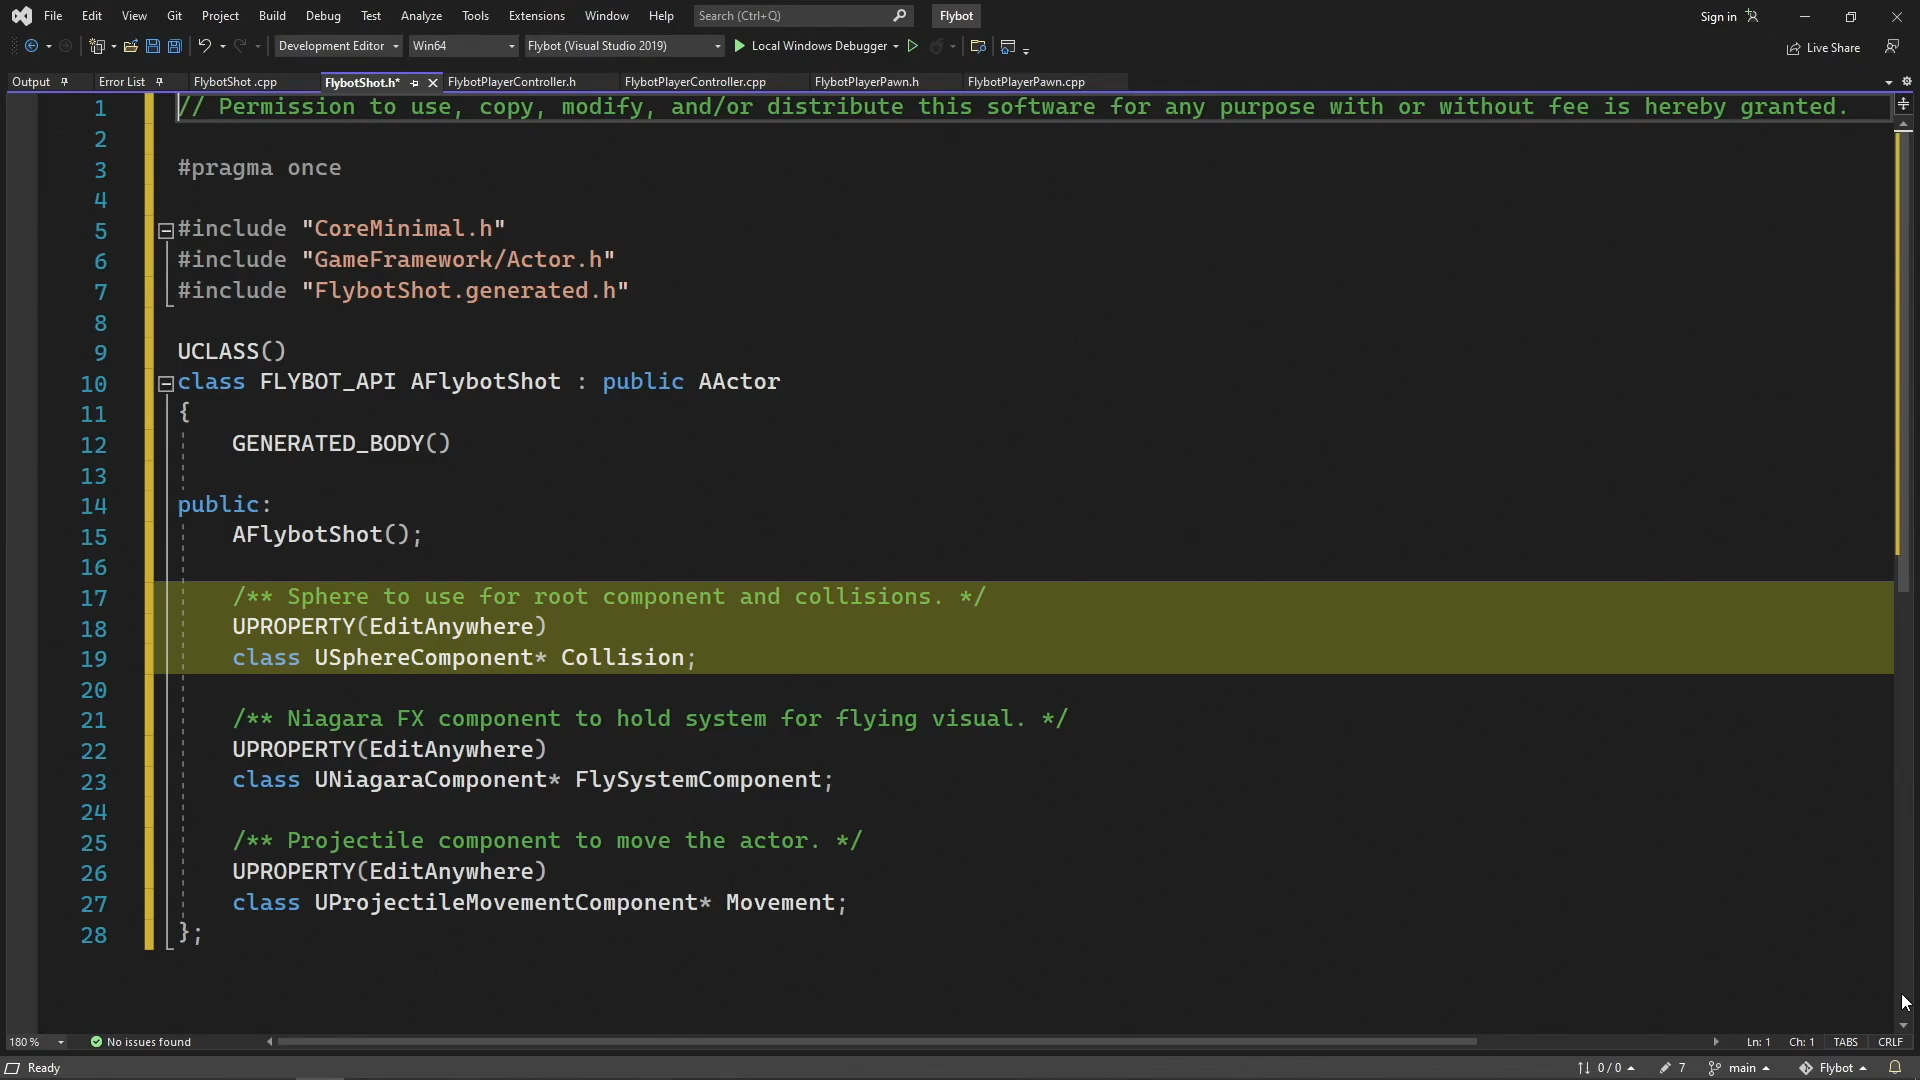 File Edit View Git Project Build Debug Test Analyze Tools Extensions Window Help Search (Ctrl+Q) Flybot Sign in
Development Editor Win64 Flybot (Visual Studio 2019) Local Windows Debugger Live Share
Output Error List FlybotShot .cpp FlybotShot.h* FlybotPlayerController.h FlybotPlayerController.cpp FlybotPlayerPawn.h FlybotPlayerPawn.cpp
1 // Permission to use, copy, modify, and/or distribute this software for any purpose with or without fee is hereby granted.
2
3 #pragma once
4
5 #include "CoreMinimal.h"
6 #include "GameFramework/Actor.h"
7 #include "FlybotShot.generated.h"
8
9 UCLASS()
10 class FLYBOT_API AFlybotShot : public AActor
11 {
12 GENERATED_BODY()
13
14 public:
15 AFlybotShot();
16
17 /** Sphere to use for root component and collisions. */
18 UPROPERTY(EditAnywhere)
19 class USphereComponent* Collision;
20
21 /** Niagara FX component to hold system for flying visual. */
22 UPROPERTY(EditAnywhere)
23 class UNiagaraComponent* FlySystemComponent;
24
25 /** Projectile component to move the actor. */
26 UPROPERTY(EditAnywhere)
27 class UProjectileMovementComponent* Movement;
28 };
180 % No issues found Ln: 1 Ch: 1 TABS CRLF
Ready 0 / 0 7 main Flybot